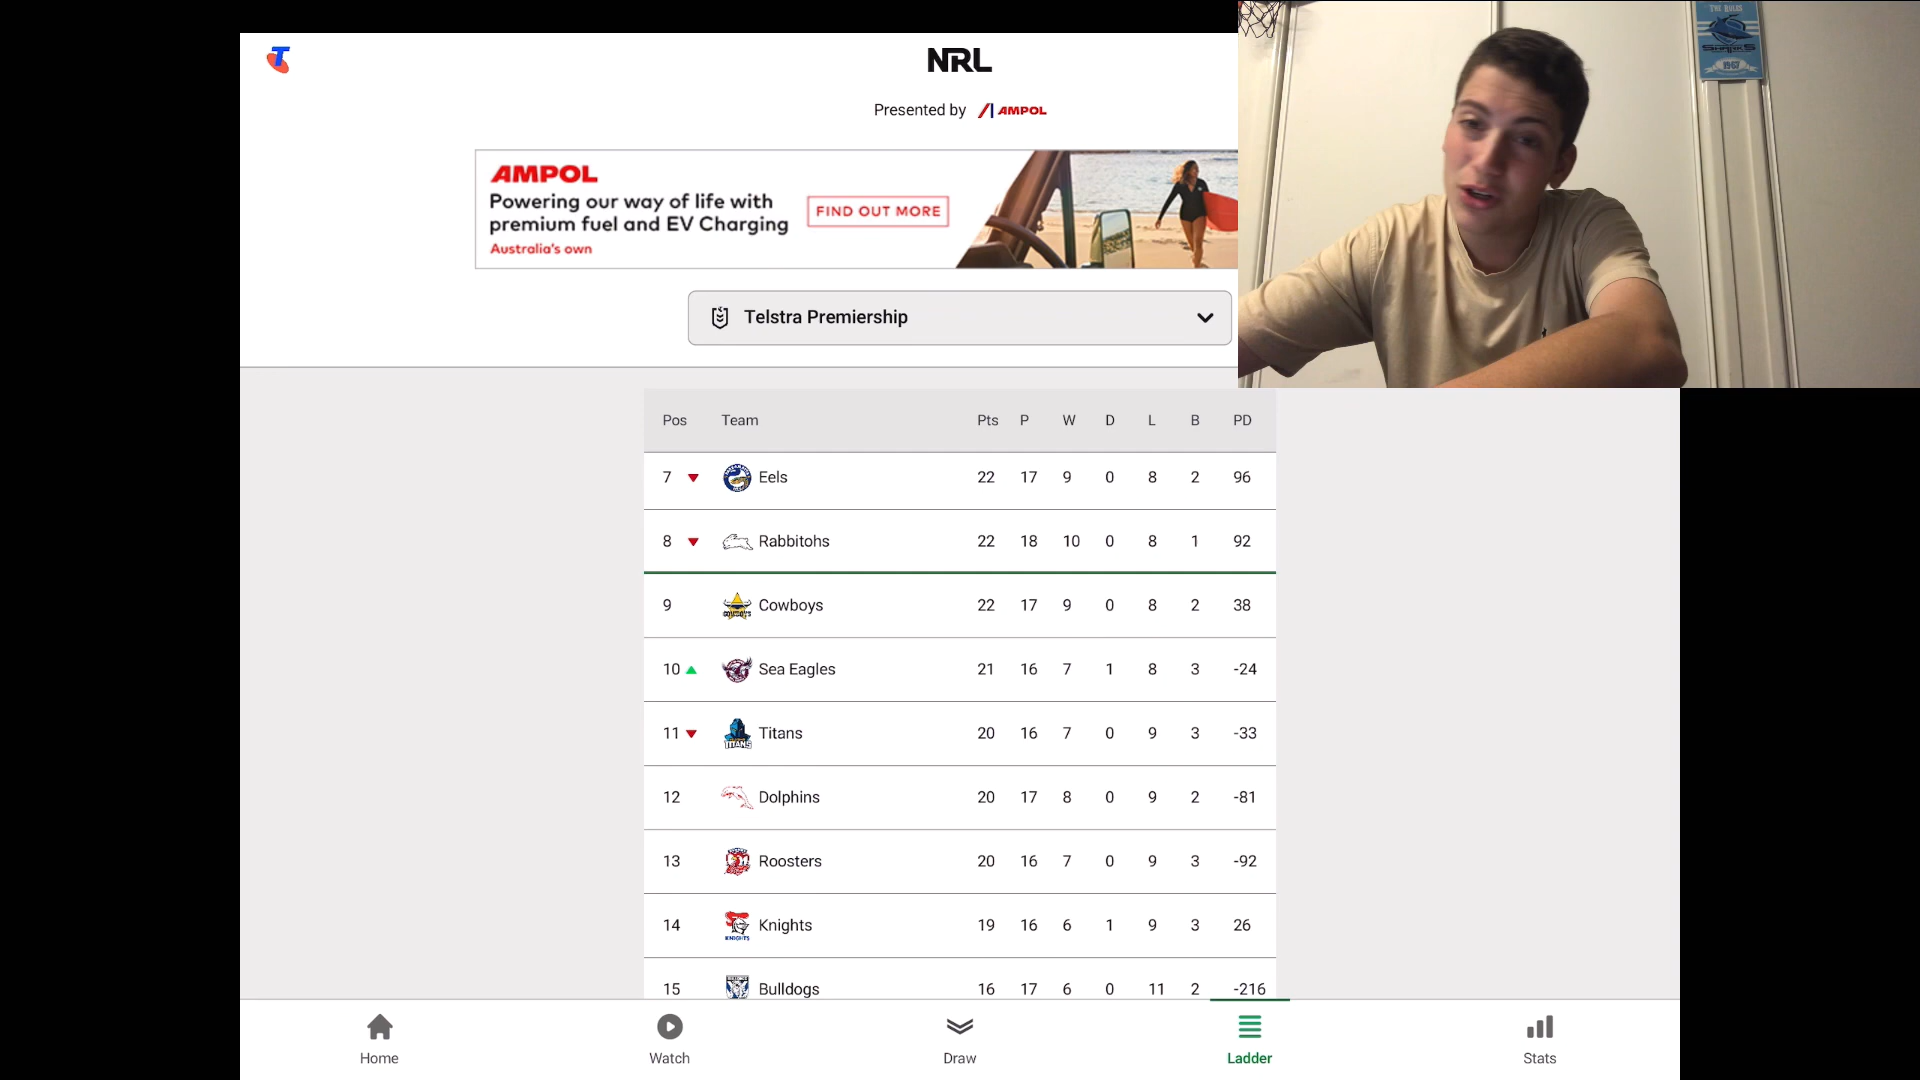 T
NRL
Presented by AMPOL
AMPOL
Powering our way of life with
premium fuel and EV Charging
Australia's own
FIND OUT MORE
THE ROLES
SHARKS
1967
Telstra Premiership
Pos Team Pts P W D L B PD
7 Eels 22 17 9 0 8 2 96
8 Rabbitohs 22 18 10 0 8 1 92
9 Cowboys 22 17 9 0 8 2 38
10 Sea Eagles 21 16 7 1 8 3 -24
11 TITANS Titans 20 16 7 0 9 3 -33
12 Dolphins 20 17 8 0 9 2 -81
13 Roosters 20 16 7 0 9 3 -92
14 KNIGHTS Knights 19 16 6 1 9 3 26
15 Bulldogs 16 17 6 0 11 2 -216
Home
Watch
Draw
Ladder
Stats